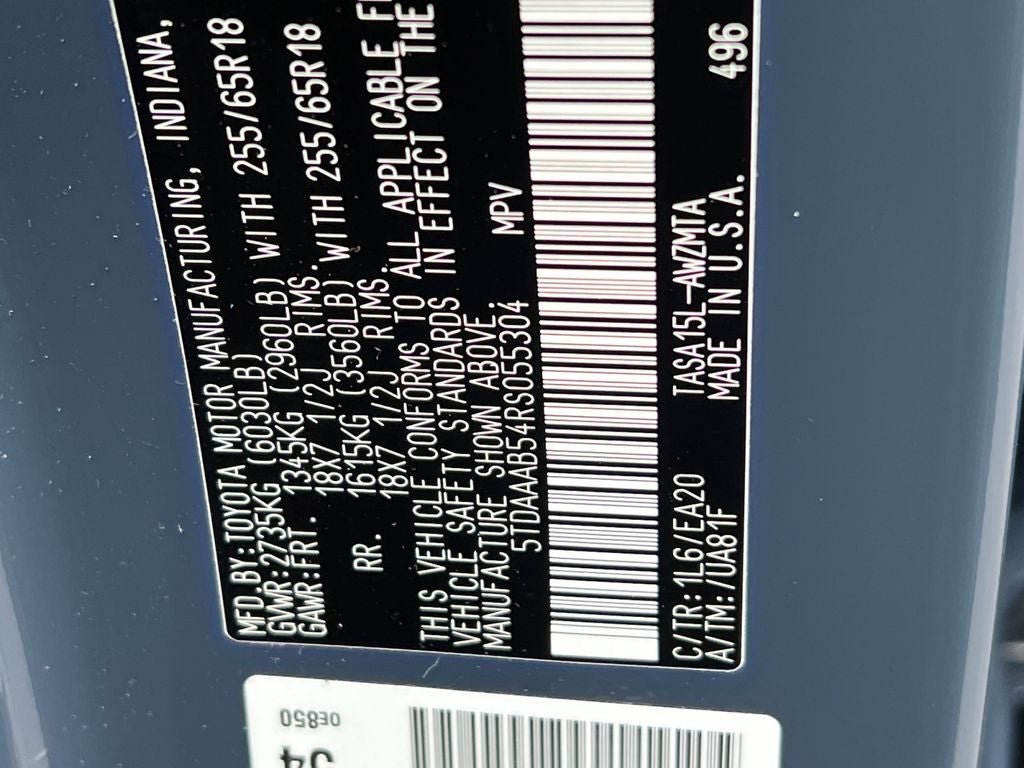 MFD.BY:TOYOTA MOTOR MANUFACTURING, INDIANA,
GVWR:2735KG (6030LB)
GAWR:FRT. 1345KG (2960LB) WITH 255/65R18
18X7 1/2J RIMS.
RR. 1615KG (3560LB) WITH 255/65R18
18X7 1/2J RIMS.
THIS VEHICLE CONFORMS TO ALL APPLICABLE
VEHICLE SAFETY STANDARDS IN EFFECT ON THE
MANUFACTURE SHOWN ABOVE.
5TDAAAB54RS055304 MPV
C/TR: 1L6/EA20 TASA15L-AWZMTA 496
A/TM: /UA81F MADE IN U.S.A.
0E850